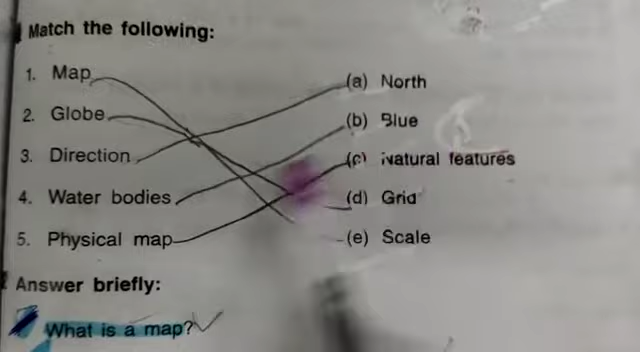 Match the following:
1. Map (a) North
2. Globe (b) Blue
3. Direction (c) Natural features
4. Water bodies (d) Grid
5. Physical map (e) Scale
Answer briefly:
What is a map?